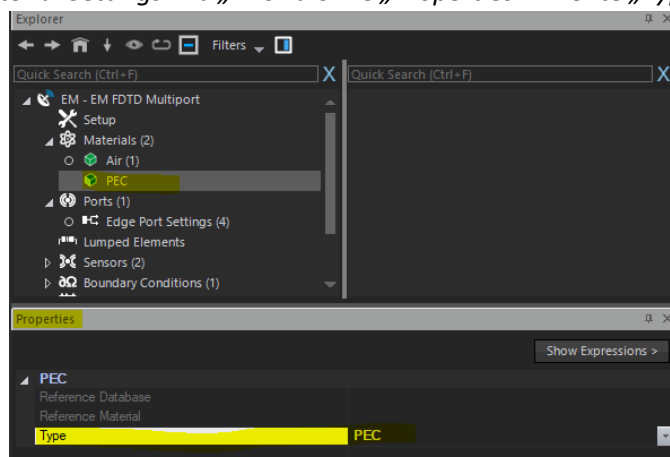 Explorer
Filters
Quick Search (Ctrl+F) X Quick Search (Ctrl+F) X
EM - EM FDTD Multiport
Setup
Materials (2)
Air (1)
PEC
Ports (1)
Edge Port Settings (4)
Lumped Elements
Sensors (2)
Boundary Conditions (1)
Properties
Show Expressions >
PEC
Reference Database
Reference Material
Type PEC